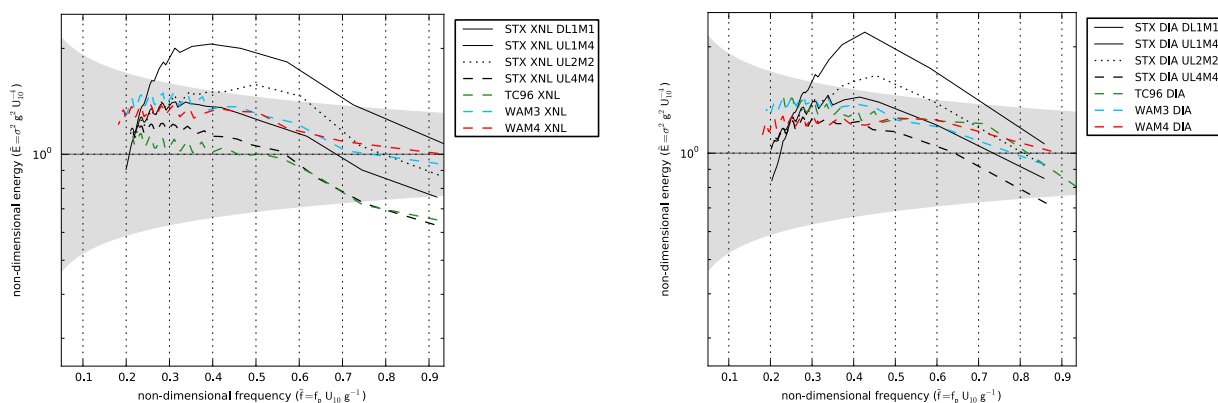 STX XNL DL1M1
STX XNL UL1M4
STX XNL UL2M2
STX XNL UL4M4
TC96 XNL
WAM3 XNL
WAM4 XNL
10⁰
non-dimensional energy (Ẽ=σ² g² U₁₀⁻⁴)
0.1 0.2 0.3 0.4 0.5 0.6 0.7 0.8 0.9
non-dimensional frequency (f̃=fₚ U₁₀ g⁻¹)
STX DIA DL1M1
STX DIA UL1M4
STX DIA UL2M2
STX DIA UL4M4
TC96 DIA
WAM3 DIA
WAM4 DIA
10⁰
non-dimensional energy (Ẽ=σ² g² U₁₀⁻⁴)
0.1 0.2 0.3 0.4 0.5 0.6 0.7 0.8 0.9
non-dimensional frequency (f̃=fₚ U₁₀ g⁻¹)